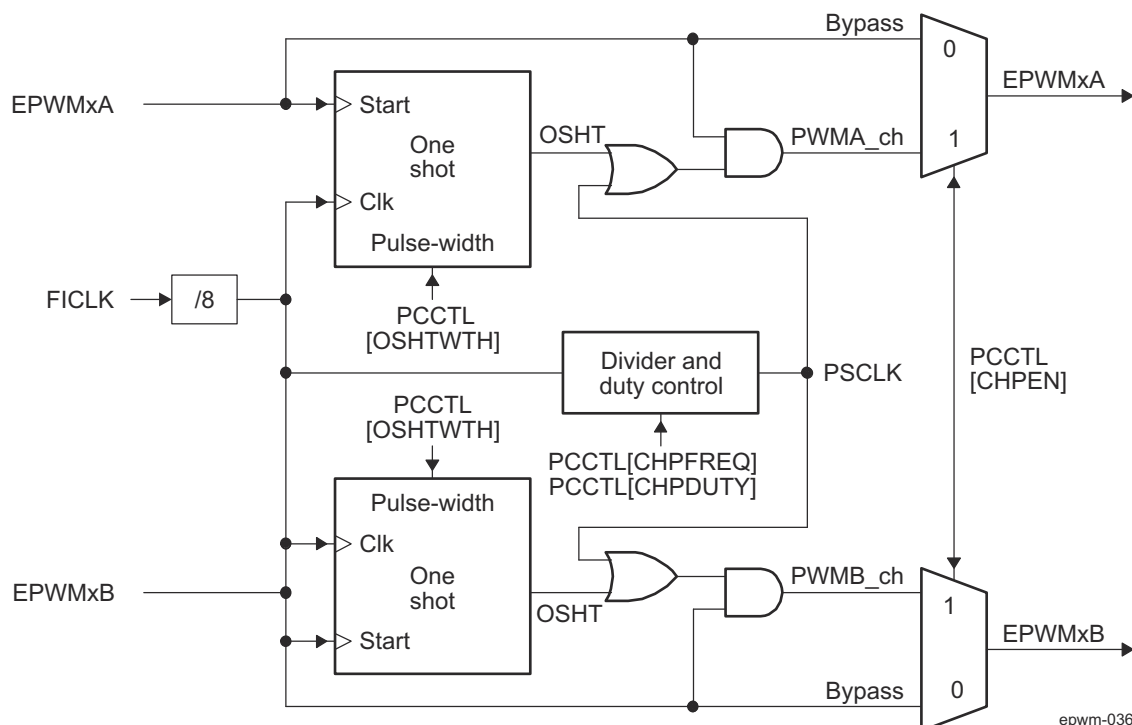 Bypass
0
EPWMxA
EPWMxA
Start
OSHT
One
shot
PWMA_ch
1
Clk
Pulse-width
FICLK
/8
PCCTL
[OSHTWTH]
Divider and
duty control
PSCLK
PCCTL
[CHPEN]
PCCTL
[OSHTWTH]
PCCTL[CHPFREQ]
PCCTL[CHPDUTY]
Pulse-width
Clk
EPWMxB
One
shot
OSHT
PWMB_ch
1
Start
EPWMxB
Bypass
0
epwm-036